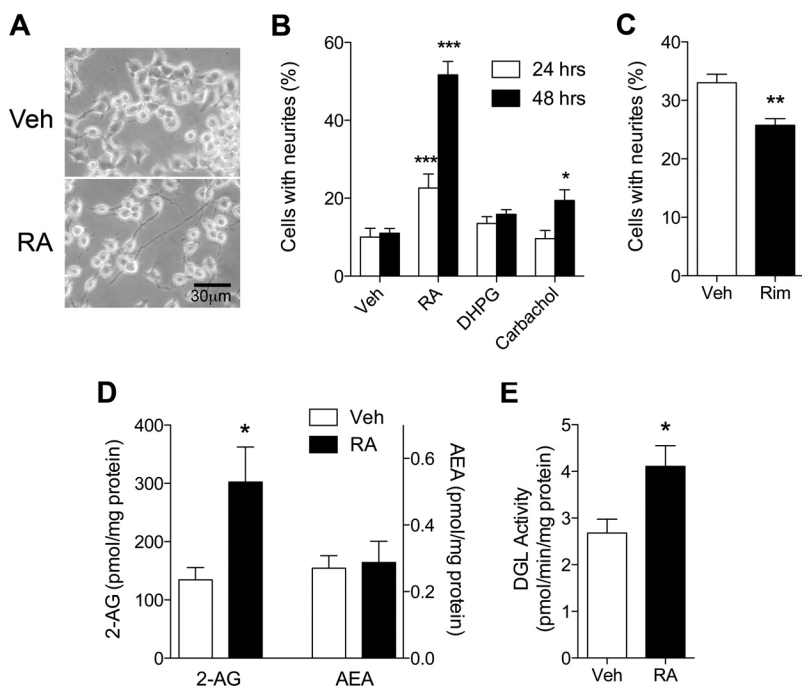 A
Veh
RA
30µm
B
Cells with neurites (%)
60
40
20
0
***
***
*
24 hrs
48 hrs
Veh
RA
DHPG
Carbachol
C
Cells with neurites (%)
40
30
20
10
0
**
Veh
Rim
D
2-AG (pmol/mg protein)
400
300
200
100
0
*
Veh
RA
AEA (pmol/mg protein)
0.6
0.4
0.2
0.0
2-AG
AEA
E
DGL Activity
(pmol/min/mg protein)
5
4
3
2
1
0
*
Veh
RA